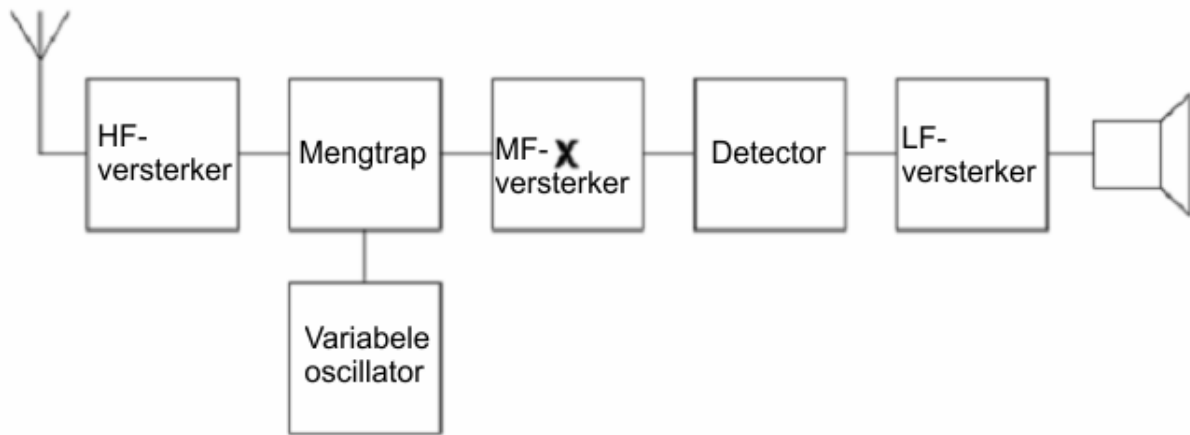 HF-
versterker
Mengtrap
MF- X
versterker
Detector
LF-
versterker
Variabele
oscillator